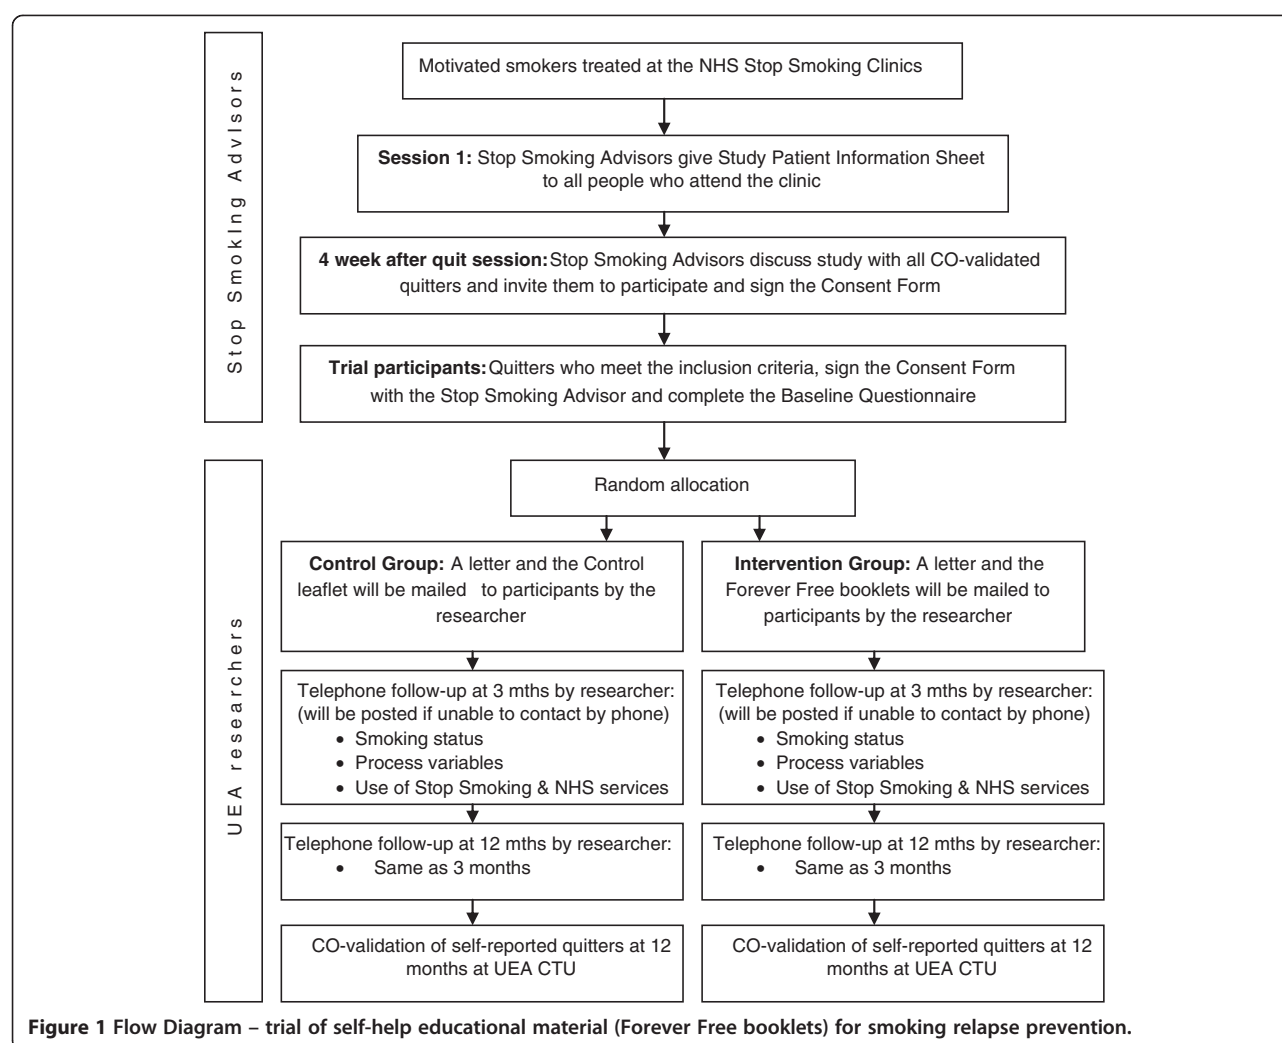 Stop SmokIng AdvIsors
Motivated smokers treated at the NHS Stop Smoking Clinics
Session 1: Stop Smoking Advisors give Study Patient Information Sheet
to all people who attend the clinic
4 week after quit session: Stop Smoking Advisors discuss study with all CO-validated
quitters and invite them to participate and sign the Consent Form
Trial participants: Quitters who meet the inclusion criteria, sign the Consent Form
with the Stop Smoking Advisor and complete the Baseline Questionnaire
UEA researchers
Random allocation
Control Group: A letter and the Control
leaflet will be mailed to participants by the
researcher
Intervention Group: A letter and the
Forever Free booklets will be mailed to
participants by the researcher
Telephone follow-up at 3 mths by researcher:
(will be posted if unable to contact by phone)
• Smoking status
• Process variables
• Use of Stop Smoking & NHS services
Telephone follow-up at 3 mths by researcher:
(will be posted if unable to contact by phone)
• Smoking status
• Process variables
• Use of Stop Smoking & NHS services
Telephone follow-up at 12 mths by researcher:
• Same as 3 months
Telephone follow-up at 12 mths by researcher:
• Same as 3 months
CO-validation of self-reported quitters at 12
months at UEA CTU
CO-validation of self-reported quitters at 12
months at UEA CTU
Figure 1 Flow Diagram – trial of self-help educational material (Forever Free booklets) for smoking relapse prevention.